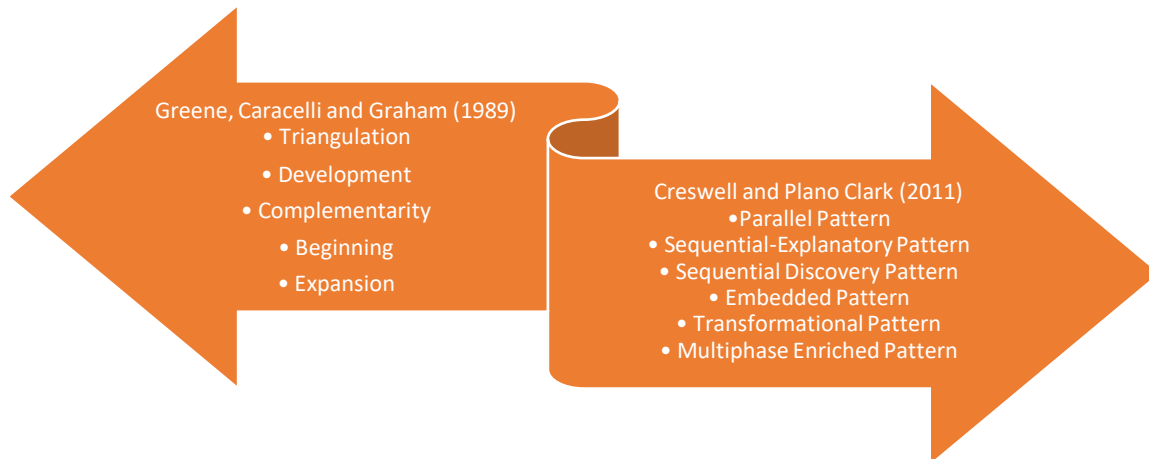 Greene, Caracelli and Graham (1989)
• Triangulation
• Development
• Complementarity
• Beginning
• Expansion
Creswell and Plano Clark (2011)
•Parallel Pattern
• Sequential-Explanatory Pattern
• Sequential Discovery Pattern
• Embedded Pattern
• Transformational Pattern
• Multiphase Enriched Pattern